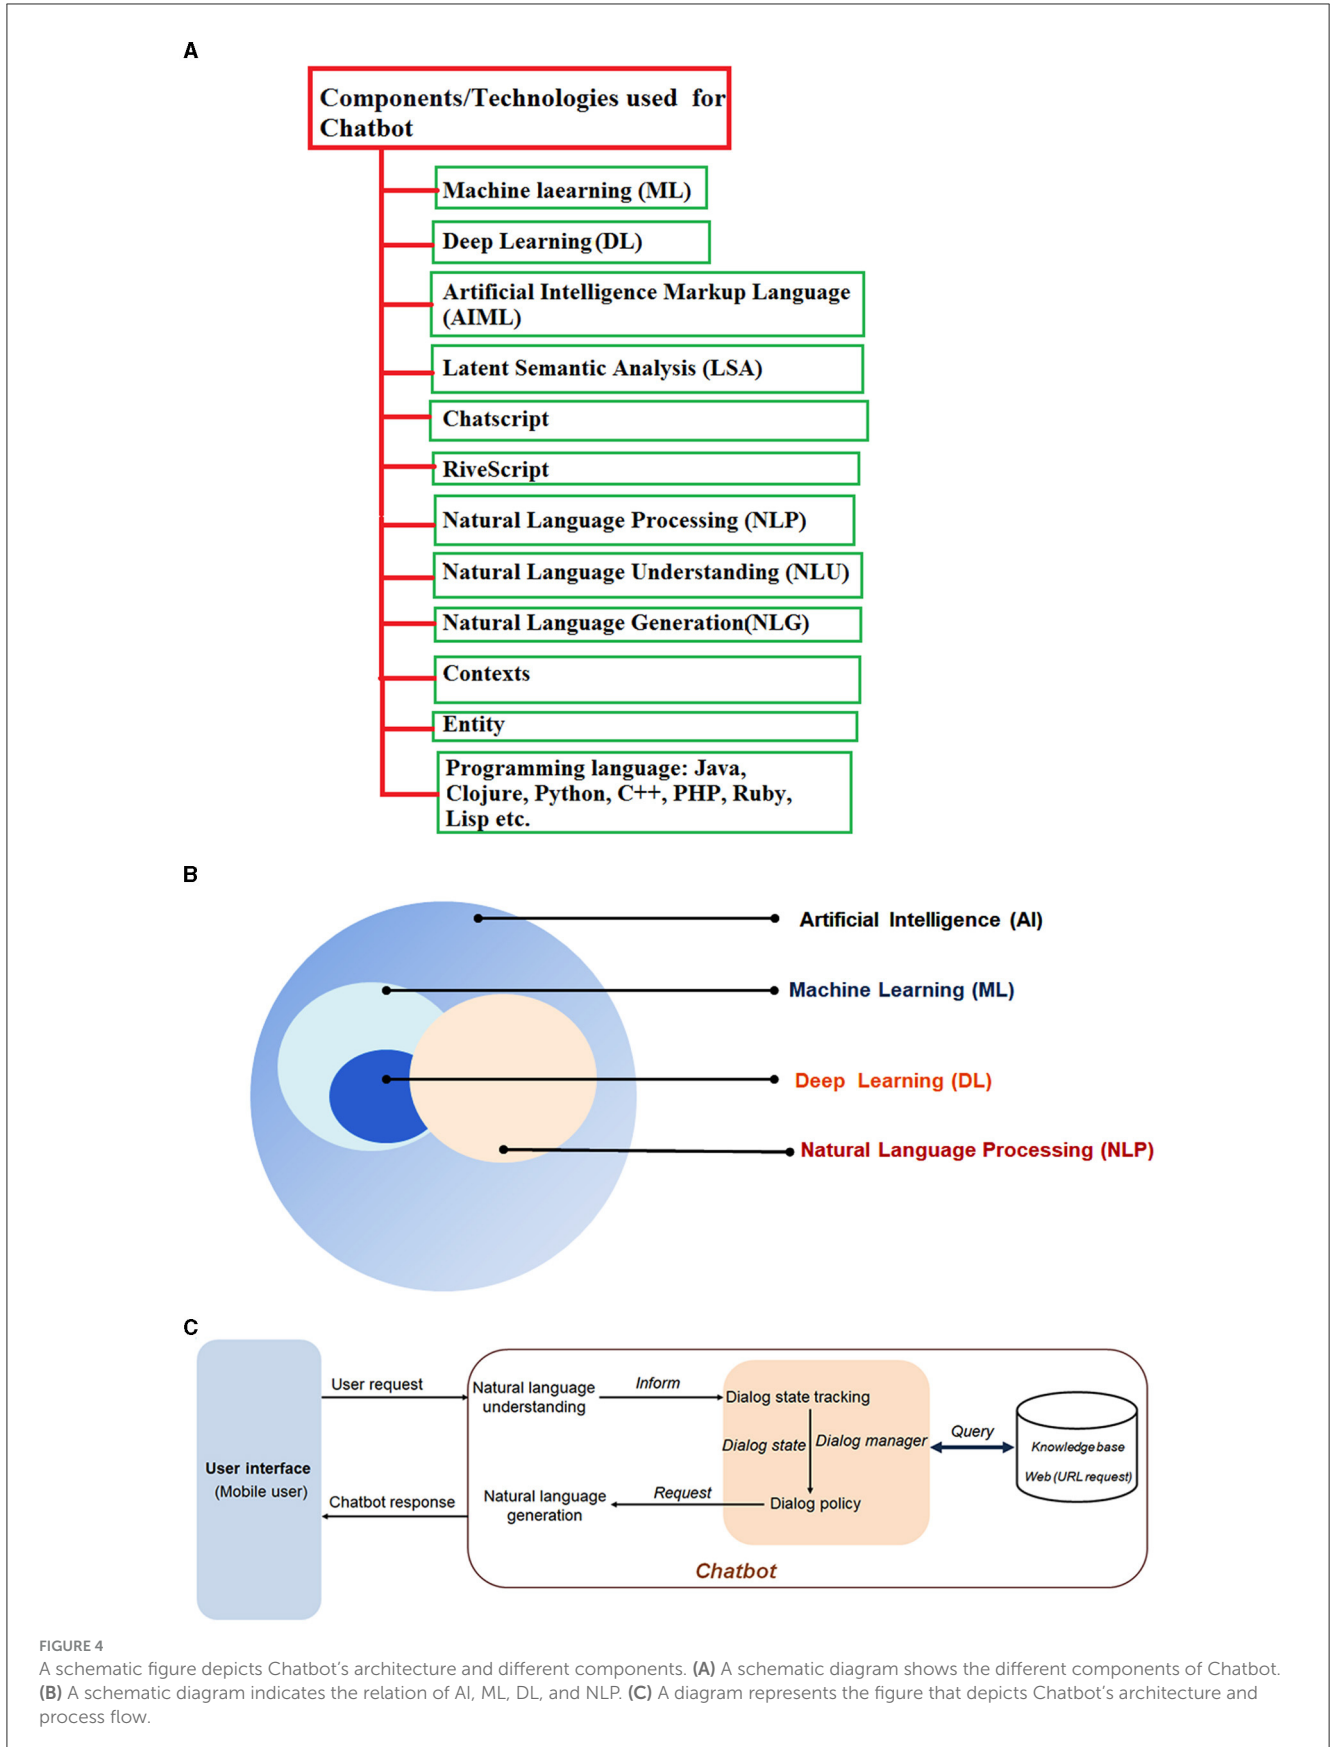 A
Components/Technologies used for
Chatbot
Machine laearning (ML)
Deep Learning (DL)
Artificial Intelligence Markup Language
(AIML)
Latent Semantic Analysis (LSA)
Chatscript
RiveScript
Natural Language Processing (NLP)
Natural Language Understanding (NLU)
Natural Language Generation(NLG)
Contexts
Entity
Programming language: Java,
Clojure, Python, C++, PHP, Ruby,
Lisp etc.
B
Artificial Intelligence (AI)
Machine Learning (ML)
Deep Learning (DL)
Natural Language Processing (NLP)
C
User interface
(Mobile user)
User request
Chatbot response
Natural language
understanding
Inform
Dialog state tracking
Dialog state
Dialog manager
Dialog policy
Request
Natural language
generation
Query
Knowledge base
Web (URL request)
Chatbot
FIGURE 4
A schematic figure depicts Chatbot's architecture and different components. (A) A schematic diagram shows the different components of Chatbot.
(B) A schematic diagram indicates the relation of AI, ML, DL, and NLP. (C) A diagram represents the figure that depicts Chatbot's architecture and
process flow.